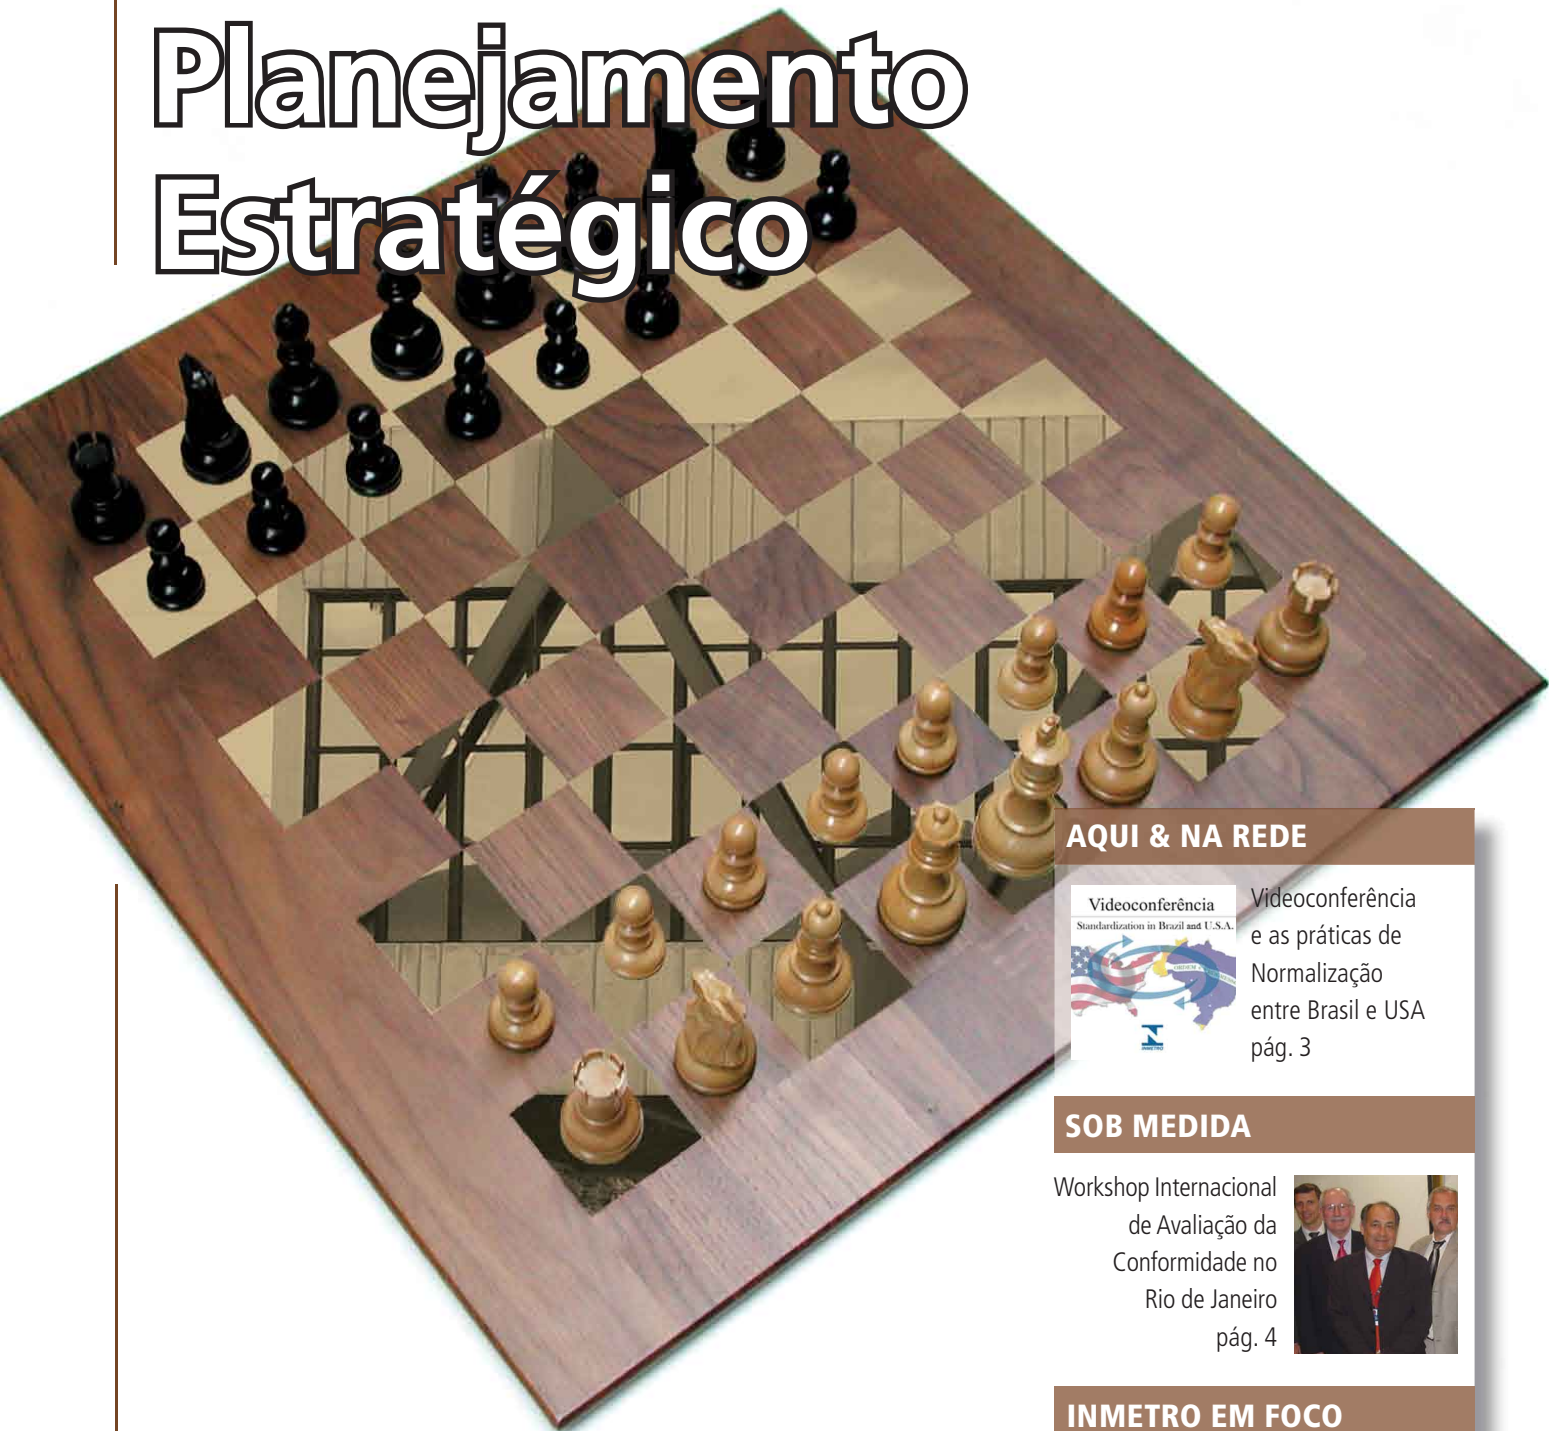 Planejamento
Estratégico
AQUI & NA REDE
Videoconferência
Standardization in Brazil and U.S.A.
INMETRO
Videoconferência
e as práticas de
Normalização
entre Brasil e USA
pág. 3
SOB MEDIDA
Workshop Internacional
de Avaliação da
Conformidade no
Rio de Janeiro
pág. 4
INMETRO EM FOCO